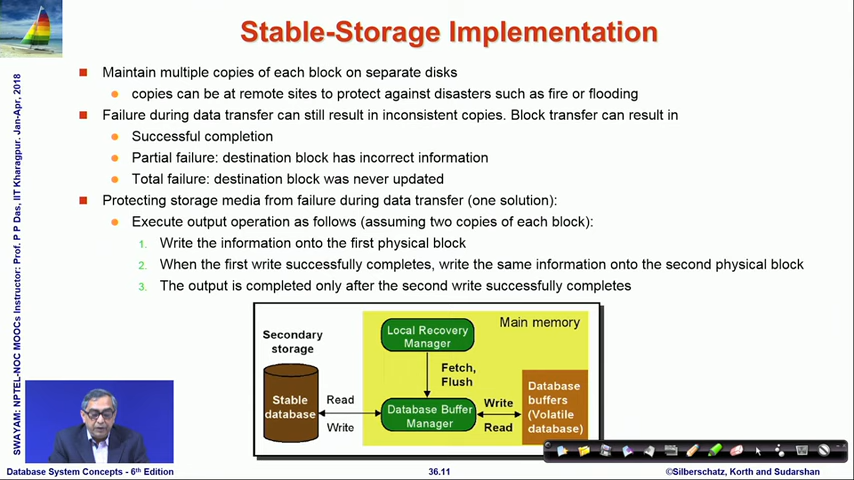 Stable-Storage Implementation
Maintain multiple copies of each block on separate disks
copies can be at remote sites to protect against disasters such as fire or flooding
Failure during data transfer can still result in inconsistent copies. Block transfer can result in
Successful completion
Partial failure: destination block has incorrect information
Total failure: destination block was never updated
Protecting storage media from failure during data transfer (one solution):
Execute output operation as follows (assuming two copies of each block):
1. Write the information onto the first physical block
2. When the first write successfully completes, write the same information onto the second physical block
3. The output is completed only after the second write successfully completes
Main memory
Secondary
storage
Local Recovery
Manager
Fetch,
Flush
Stable
database
Read
Write
Database Buffer
Manager
Write
Read
Database
buffers
(Volatile
database)
SWAYAM: NPTEL-NOC MOOCs Instructor: Prof. P P Das, IIT Kharagpur. Jan-Apr, 2018
Database System Concepts - 6th Edition
36.11
©Silberschatz, Korth and Sudarshan